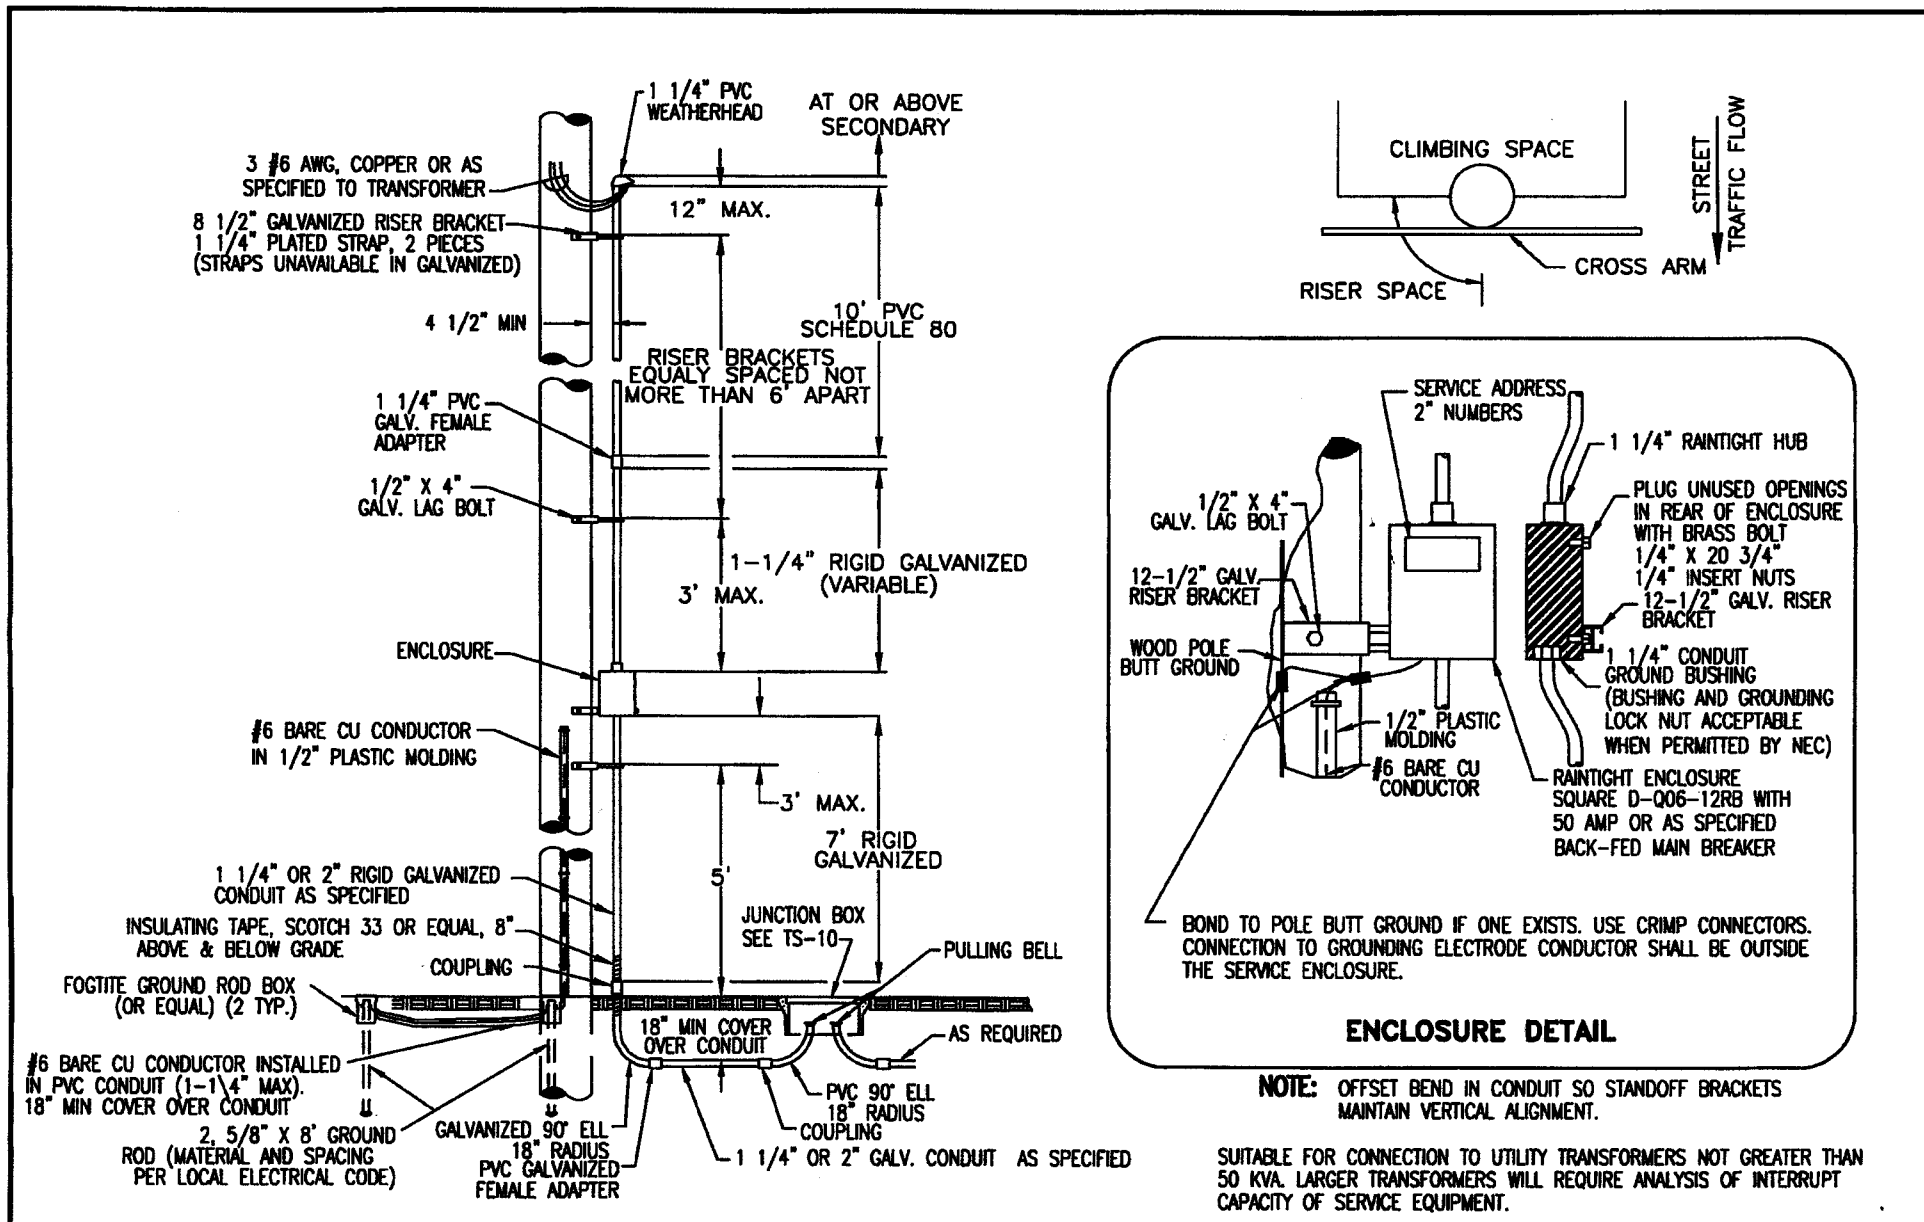 1 1/4" PVC
WEATHERHEAD
AT OR ABOVE
SECONDARY
3 #6 AWG, COPPER OR AS
SPECIFIED TO TRANSFORMER
12" MAX.
8 1/2" GALVANIZED RISER BRACKET
1 1/4" PLATED STRAP, 2 PIECES
(STRAPS UNAVAILABLE IN GALVANIZED)
4 1/2" MIN
10' PVC
SCHEDULE 80
RISER BRACKETS
EQUALY SPACED NOT
MORE THAN 6' APART
1 1/4" PVC
GALV. FEMALE
ADAPTER
1/2" X 4"
GALV. LAG BOLT
1-1/4" RIGID GALVANIZED
(VARIABLE)
3' MAX.
ENCLOSURE
#6 BARE CU CONDUCTOR
IN 1/2" PLASTIC MOLDING
3' MAX.
7' RIGID
GALVANIZED
5'
1 1/4" OR 2" RIGID GALVANIZED
CONDUIT AS SPECIFIED
INSULATING TAPE, SCOTCH 33 OR EQUAL, 8"
ABOVE & BELOW GRADE
COUPLING
JUNCTION BOX
SEE TS-10
PULLING BELL
FOGTITE GROUND ROD BOX
(OR EQUAL) (2 TYP.)
18" MIN COVER
OVER CONDUIT
AS REQUIRED
#6 BARE CU CONDUCTOR INSTALLED
IN PVC CONDUIT (1-1\4" MAX).
18" MIN COVER OVER CONDUIT
2, 5/8" X 8' GROUND
ROD (MATERIAL AND SPACING
PER LOCAL ELECTRICAL CODE)
GALVANIZED 90° ELL
18" RADIUS
PVC GALVANIZED
FEMALE ADAPTER
PVC 90° ELL
18" RADIUS
COUPLING
1 1/4" OR 2" GALV. CONDUIT AS SPECIFIED
CLIMBING SPACE
STREET
TRAFFIC FLOW
CROSS ARM
RISER SPACE
SERVICE ADDRESS
2" NUMBERS
1 1/4" RAINTIGHT HUB
1/2" X 4"
GALV. LAG BOLT
PLUG UNUSED OPENINGS
IN REAR OF ENCLOSURE
WITH BRASS BOLT
1/4" X 20 3/4"
1/4" INSERT NUTS
12-1/2" GALV. RISER
BRACKET
12-1/2" GALV.
RISER BRACKET
WOOD POLE
BUTT GROUND
1 1/4" CONDUIT
GROUND BUSHING
(BUSHING AND GROUNDING
LOCK NUT ACCEPTABLE
WHEN PERMITTED BY NEC)
1/2" PLASTIC
MOLDING
#6 BARE CU
CONDUCTOR
RAINTIGHT ENCLOSURE
SQUARE D-Q06-12RB WITH
50 AMP OR AS SPECIFIED
BACK-FED MAIN BREAKER
BOND TO POLE BUTT GROUND IF ONE EXISTS. USE CRIMP CONNECTORS.
CONNECTION TO GROUNDING ELECTRODE CONDUCTOR SHALL BE OUTSIDE
THE SERVICE ENCLOSURE.
ENCLOSURE DETAIL
NOTE: OFFSET BEND IN CONDUIT SO STANDOFF BRACKETS
MAINTAIN VERTICAL ALIGNMENT.
SUITABLE FOR CONNECTION TO UTILITY TRANSFORMERS NOT GREATER THAN
50 KVA. LARGER TRANSFORMERS WILL REQUIRE ANALYSIS OF INTERRUPT
CAPACITY OF SERVICE EQUIPMENT.